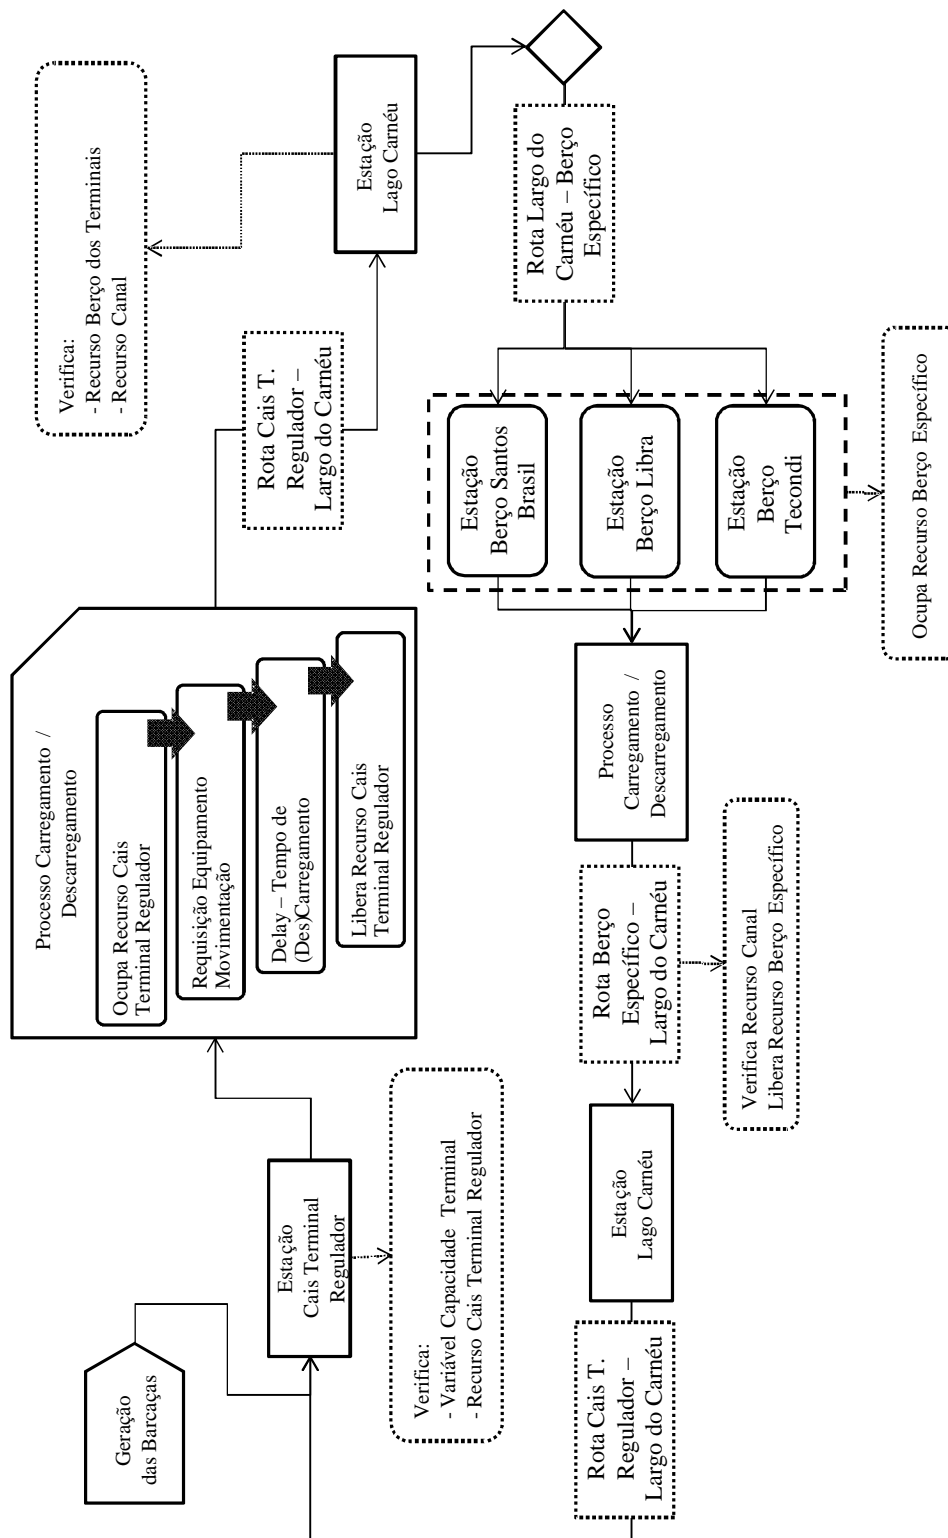 Geração
das Barcaças
Estação
Cais Terminal
Regulador
Verifica:
- Variável Capacidade Terminal
- Recurso Cais Terminal Regulador
Processo Carregamento /
Descarregamento
Ocupa Recurso Cais
Terminal Regulador
Requisição Equipamento
Movimentação
Delay – Tempo de
(Des)Carregamento
Libera Recurso Cais
Terminal Regulador
Rota Cais T.
Regulador –
Largo do Carnéu
Verifica:
- Recurso Berço dos Terminais
- Recurso Canal
Estação
Lago Carnéu
Rota Largo do
Carnéu – Berço
Específico
Estação
Berço Santos
Brasil
Estação
Berço Libra
Estação
Berço
Tecondi
Ocupa Recurso Berço Específico
Processo
Carregamento /
Descarregamento
Rota Berço
Específico –
Largo do Carnéu
Verifica Recurso Canal
Libera Recurso Berço Específico
Estação
Lago Carnéu
Rota Cais T.
Regulador –
Largo do Carnéu